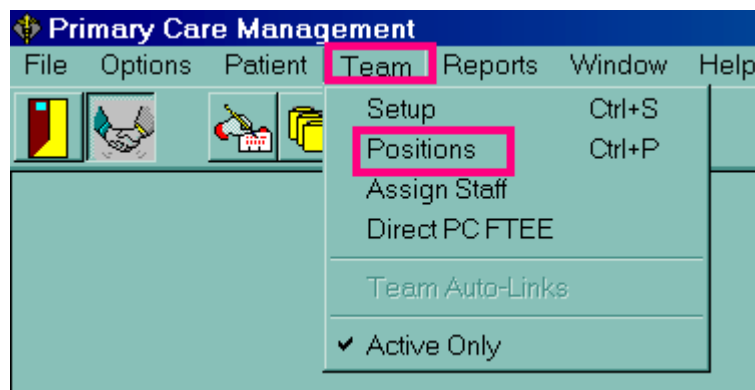 Primary Care Management
File Options Patient Team Reports Window Help
Setup Ctrl+S
Positions Ctrl+P
Assign Staff
Direct PC FTEE
Team Auto-Links
Active Only